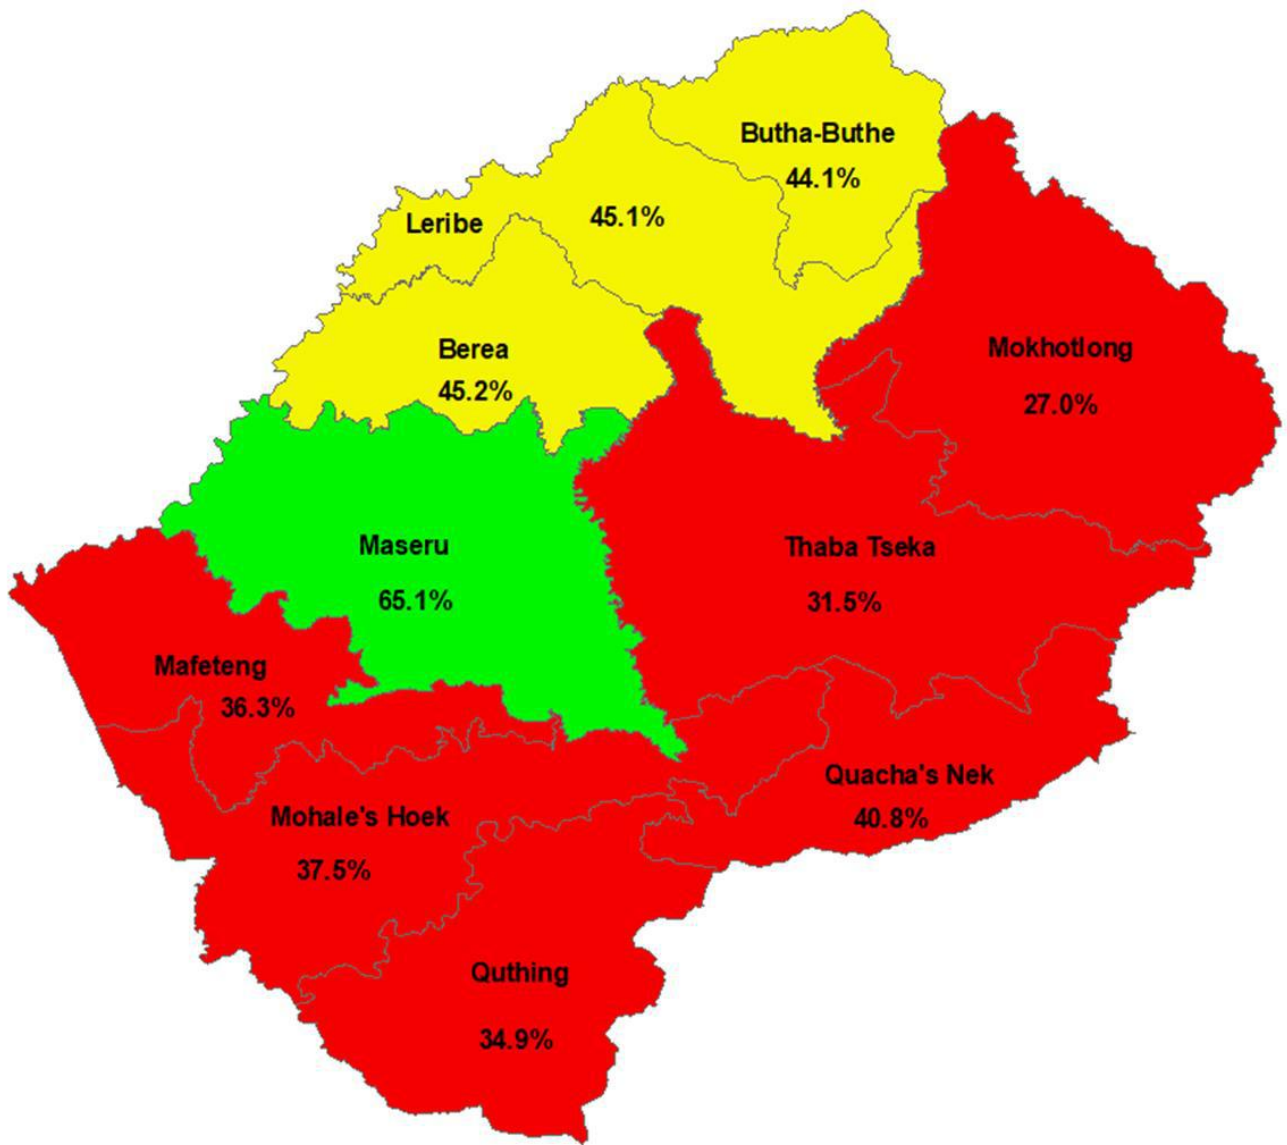 Butha-Buthe
44.1%
Leribe
45.1%
Berea
45.2%
Mokhotlong
27.0%
Maseru
65.1%
Thaba Tseka
31.5%
Mafeteng
36.3%
Quacha's Nek
40.8%
Mohale's Hoek
37.5%
Quthing
34.9%